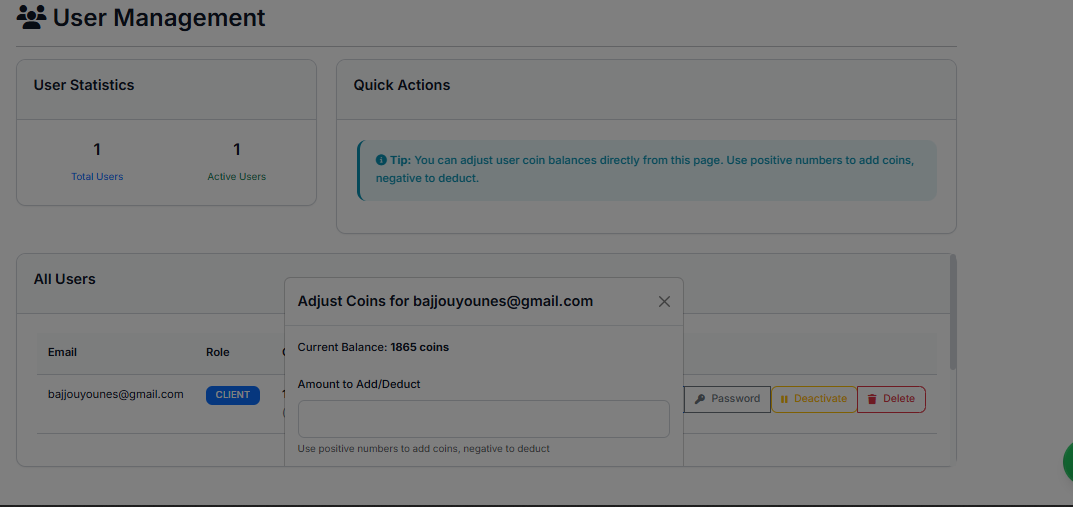 User Management
User Statistics
Quick Actions
1
1
Total Users
Active Users
Tip: You can adjust user coin balances directly from this page. Use positive numbers to add coins,
negative to deduct.
All Users
Adjust Coins for bajjouyounes@gmail.com
Current Balance: 1865 coins
Email
Role
Amount to Add/Deduct
bajjouyounes@gmail.com
CLIENT
Password
Deactivate
Delete
Use positive numbers to add coins, negative to deduct